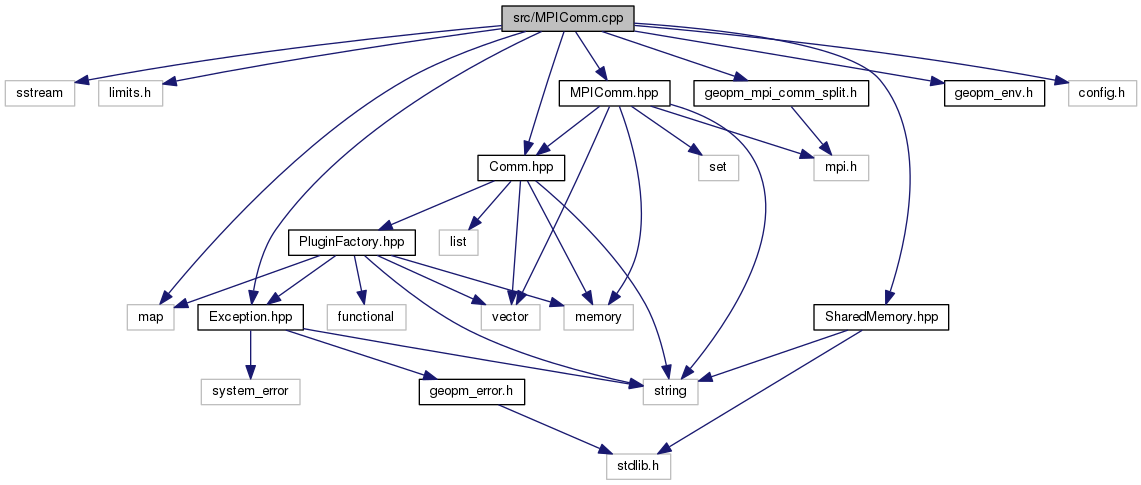 src/MPIComm.cpp
sstream
limits.h
MPIComm.hpp
geopm_mpi_comm_split.h
geopm_env.h
config.h
Comm.hpp
set
mpi.h
PluginFactory.hpp
list
map
Exception.hpp
functional
vector
memory
SharedMemory.hpp
system_error
geopm_error.h
string
stdlib.h